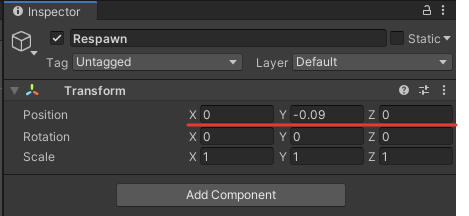 Inspector
Respawn Static
Tag Untagged Layer Default
Transform
Position X 0 Y -0.09 Z 0
Rotation X 0 Y 0 Z 0
Scale X 1 Y 1 Z 1
Add Component